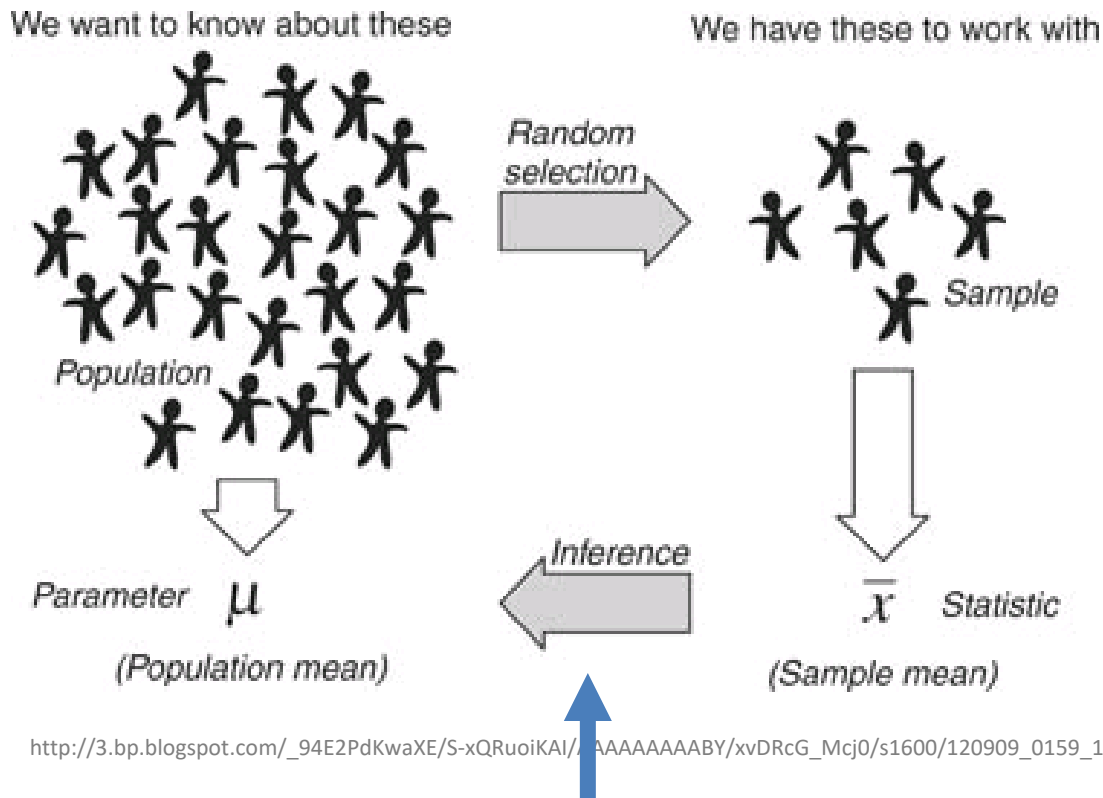 We want to know about these
We have these to work with
Random
selection
Sample
Population
Inference
Parameter μ
x̅ Statistic
(Population mean)
(Sample mean)
http://3.bp.blogspot.com/_94E2PdKwaXE/S-xQRuoiKAI/AAAAAAAAABY/xvDRcG_Mcj0/s1600/120909_0159_1